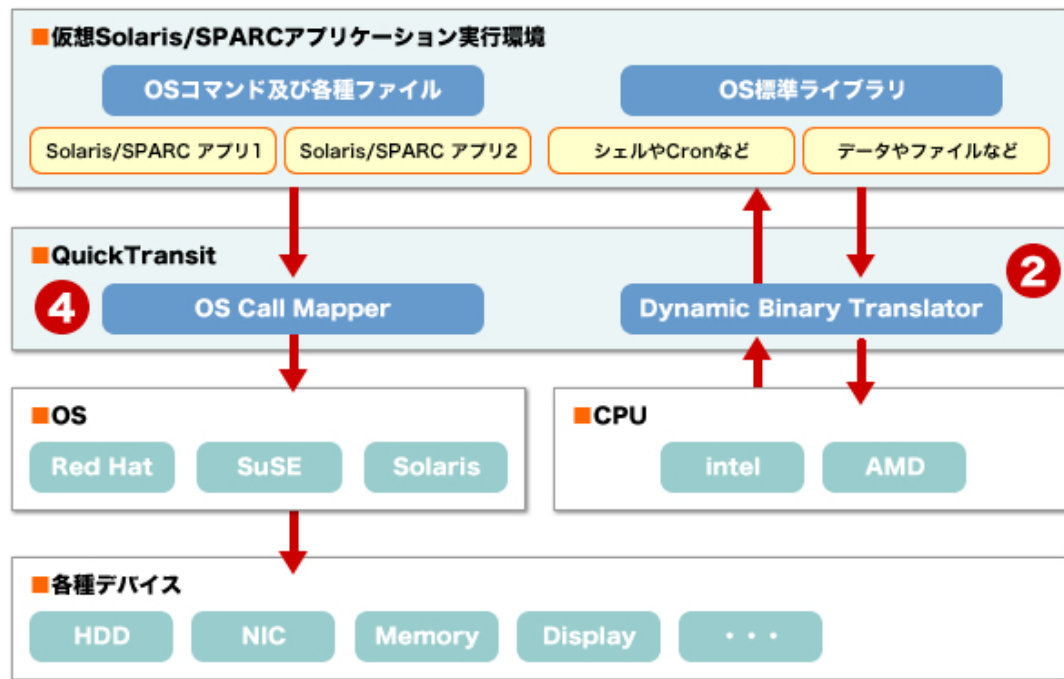 ■仮想Solaris/SPARCアプリケーション実行環境
OSコマンド及び各種ファイル
OS標準ライブラリ
Solaris/SPARC アプリ1
Solaris/SPARC アプリ2
シェルやCronなど
データやファイルなど
■QuickTransit
4
OS Call Mapper
Dynamic Binary Translator
2
■OS
Red Hat
SuSE
Solaris
■CPU
intel
AMD
■各種デバイス
HDD
NIC
Memory
Display
・・・